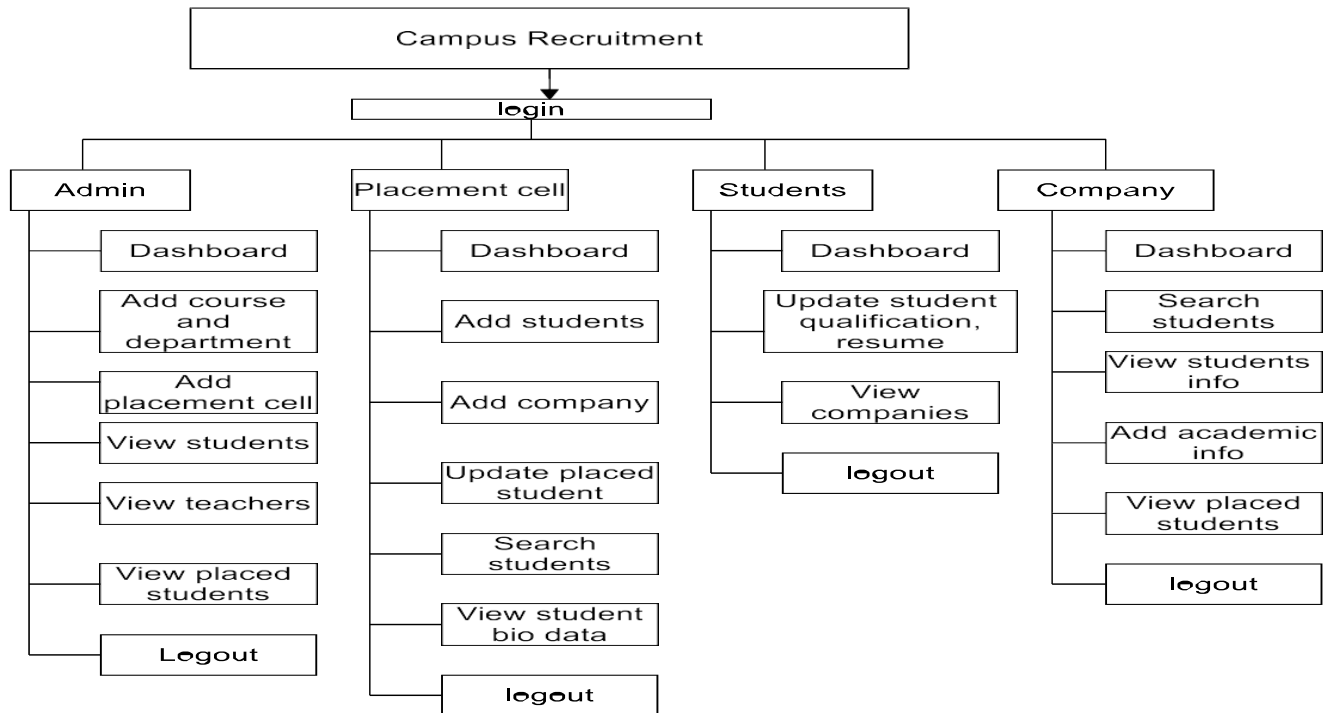 Campus Recruitment
login
Admin
Placement cell
Students
Company
Dashboard
Add course
and
department
Add
placement cell
View students
View teachers
View placed
students
Logout
Dashboard
Add students
Add company
Update placed
student
Search
students
View student
bio data
logout
Dashboard
Update student
qualification,
resume
View
companies
logout
Dashboard
Search
students
View students
info
Add academic
info
View placed
students
logout